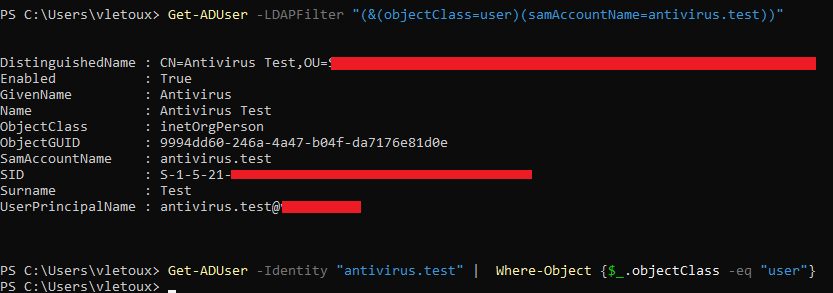 PS C:\Users\vletoux> Get-ADUser -LDAPFilter "(&(objectClass=user)(samAccountName=antivirus.test))"
DistinguishedName : CN=Antivirus Test,OU=
Enabled : True
GivenName : Antivirus
Name : Antivirus Test
ObjectClass : inetOrgPerson
ObjectGUID : 9994dd60-246a-4a47-b04f-da7176e81d0e
SamAccountName : antivirus.test
SID : S-1-5-21-
Surname : Test
UserPrincipalName : antivirus.test@
PS C:\Users\vletoux> Get-ADUser -Identity "antivirus.test" | Where-Object {$_.objectClass -eq "user"}
PS C:\Users\vletoux>